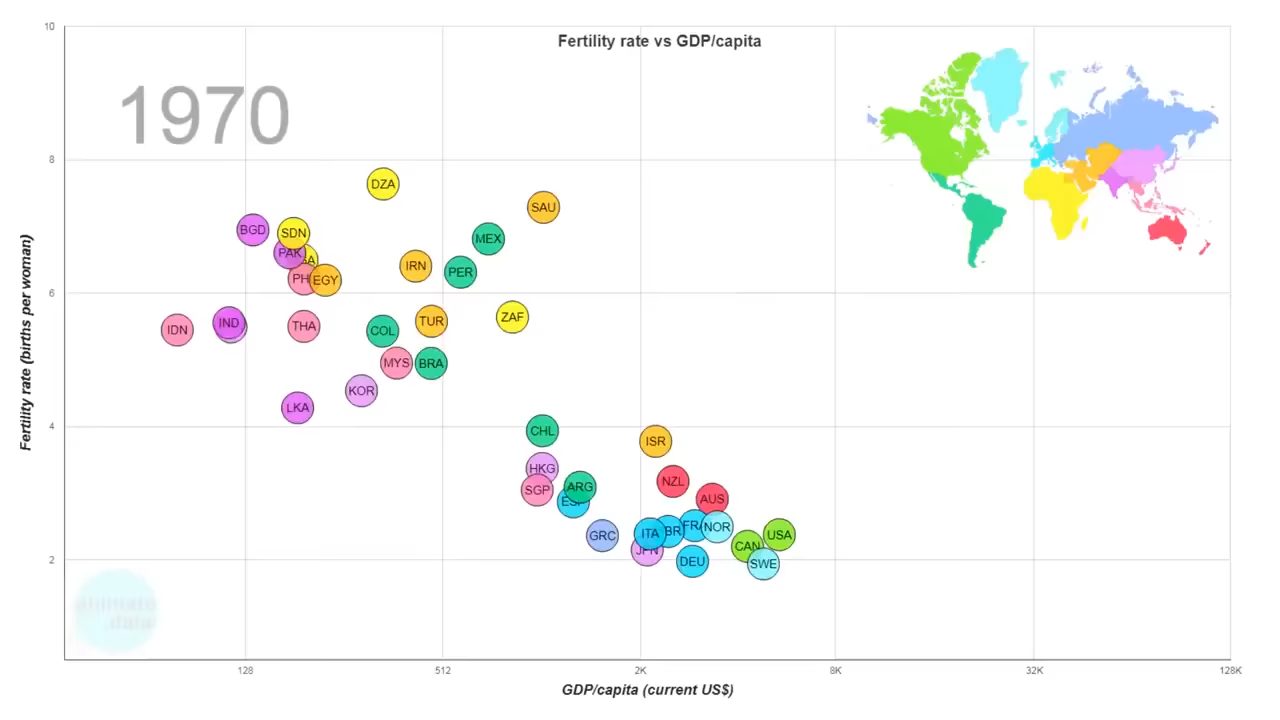 Fertility rate vs GDP/capita
1970
10
8
6
4
2
Fertility rate (births per woman)
DZA
SAU
BGD
SDN
MEX
PAK
IRN
PER
PH
EGY
IDN
IND
THA
COL
TUR
ZAF
MYS
BRA
KOR
LKA
CHL
ISR
HKG
SGP
ARG
NZL
AUS
GRC
ITA
BR
FRA
NOR
JPN
DEU
CAN
USA
SWE
128
512
2K
8K
32K
128K
GDP/capita (current US$)